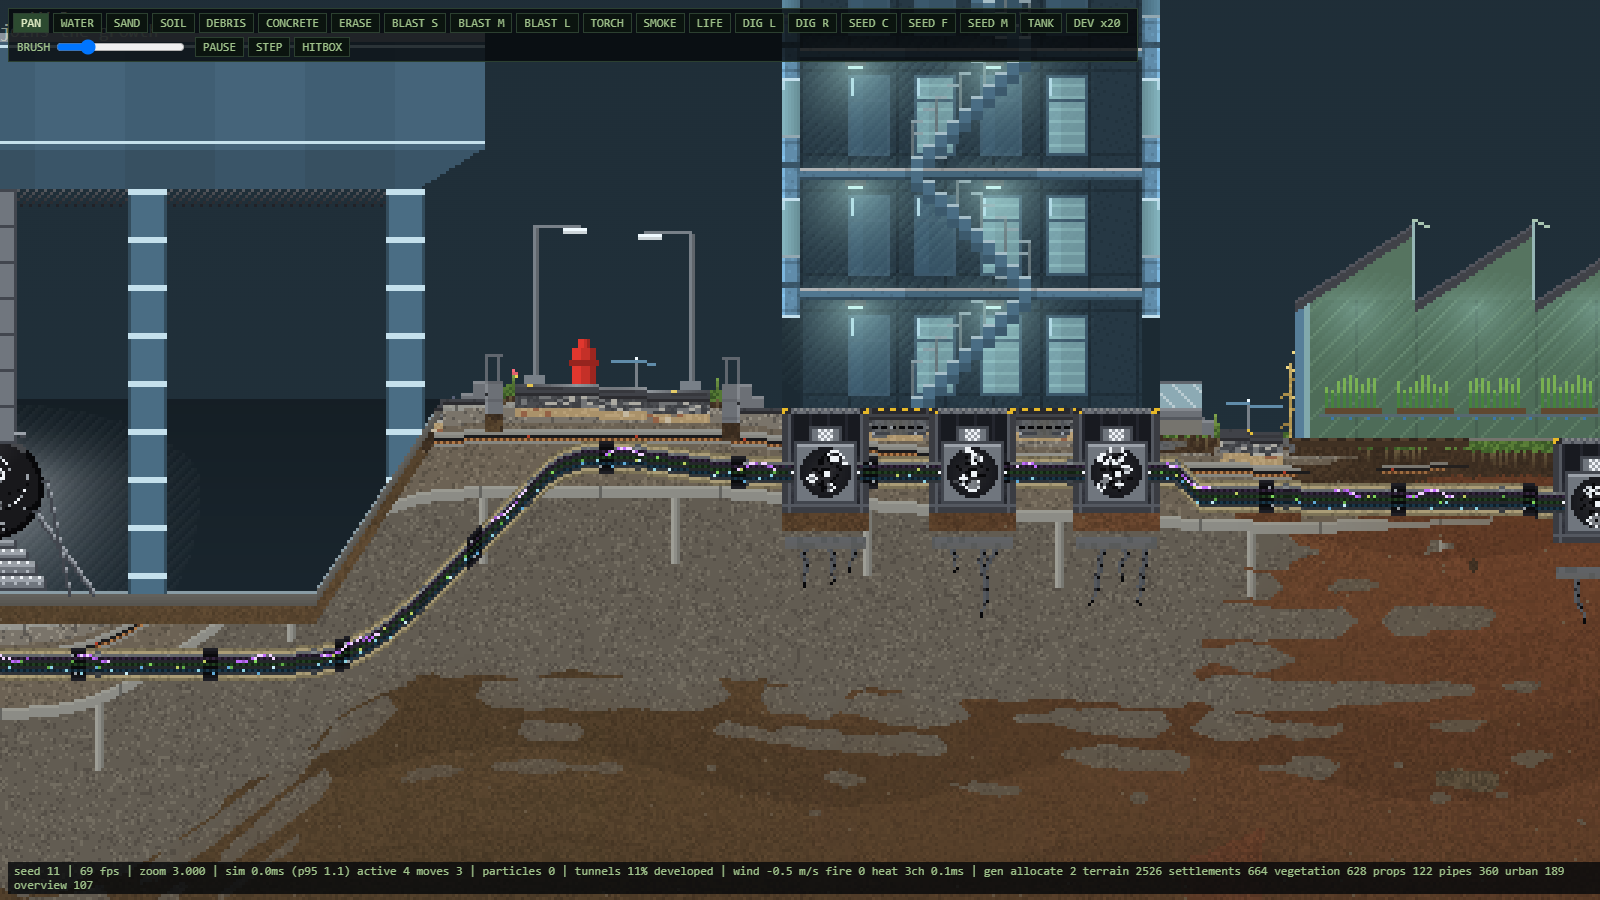 PAN WATER SAND SOIL DEBRIS CONCRETE ERASE BLAST S BLAST M BLAST L TORCH SMOKE LIFE DIG L DIG R SEED C SEED F SEED M TANK DEV x20
BRUSH PAUSE STEP HITBOX
seed 11 | 69 fps | zoom 3.000 | sim 0.0ms (p95 1.1) active 4 moves 3 | particles 0 | tunnels 11% developed | wind -0.5 m/s fire 0 heat 3ch 0.1ms | gen allocate 2 terrain 2526 settlements 664 vegetation 628 props 122 pipes 360 urban 189
overview 107